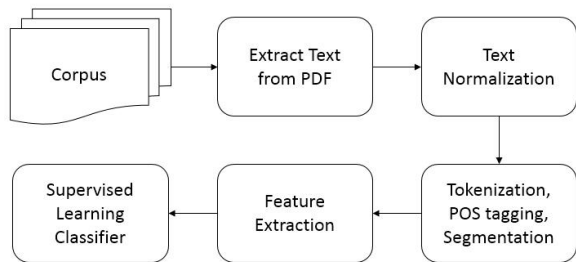 Corpus
Extract Text
from PDF
Text
Normalization
Tokenization,
POS tagging,
Segmentation
Feature
Extraction
Supervised
Learning
Classifier